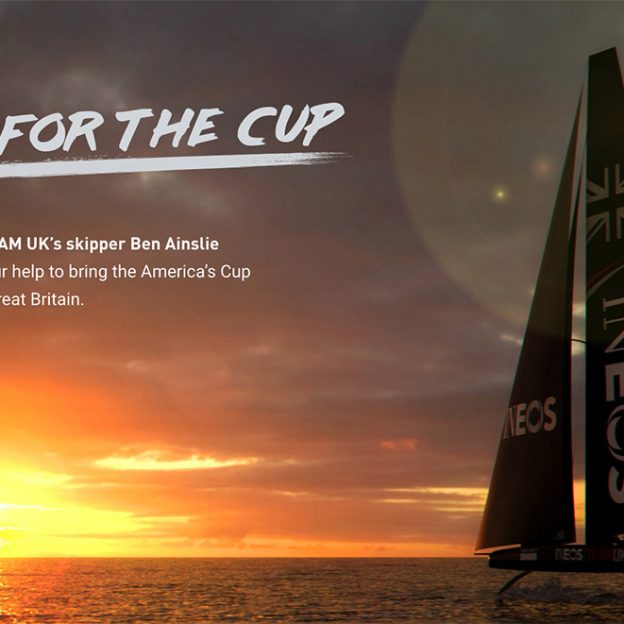 FOR THE CUP
AM UK's skipper Ben Ainslie
ur help to bring the America's Cup
reat Britain.
INEOS
INEOS
INEOS TEAM UK